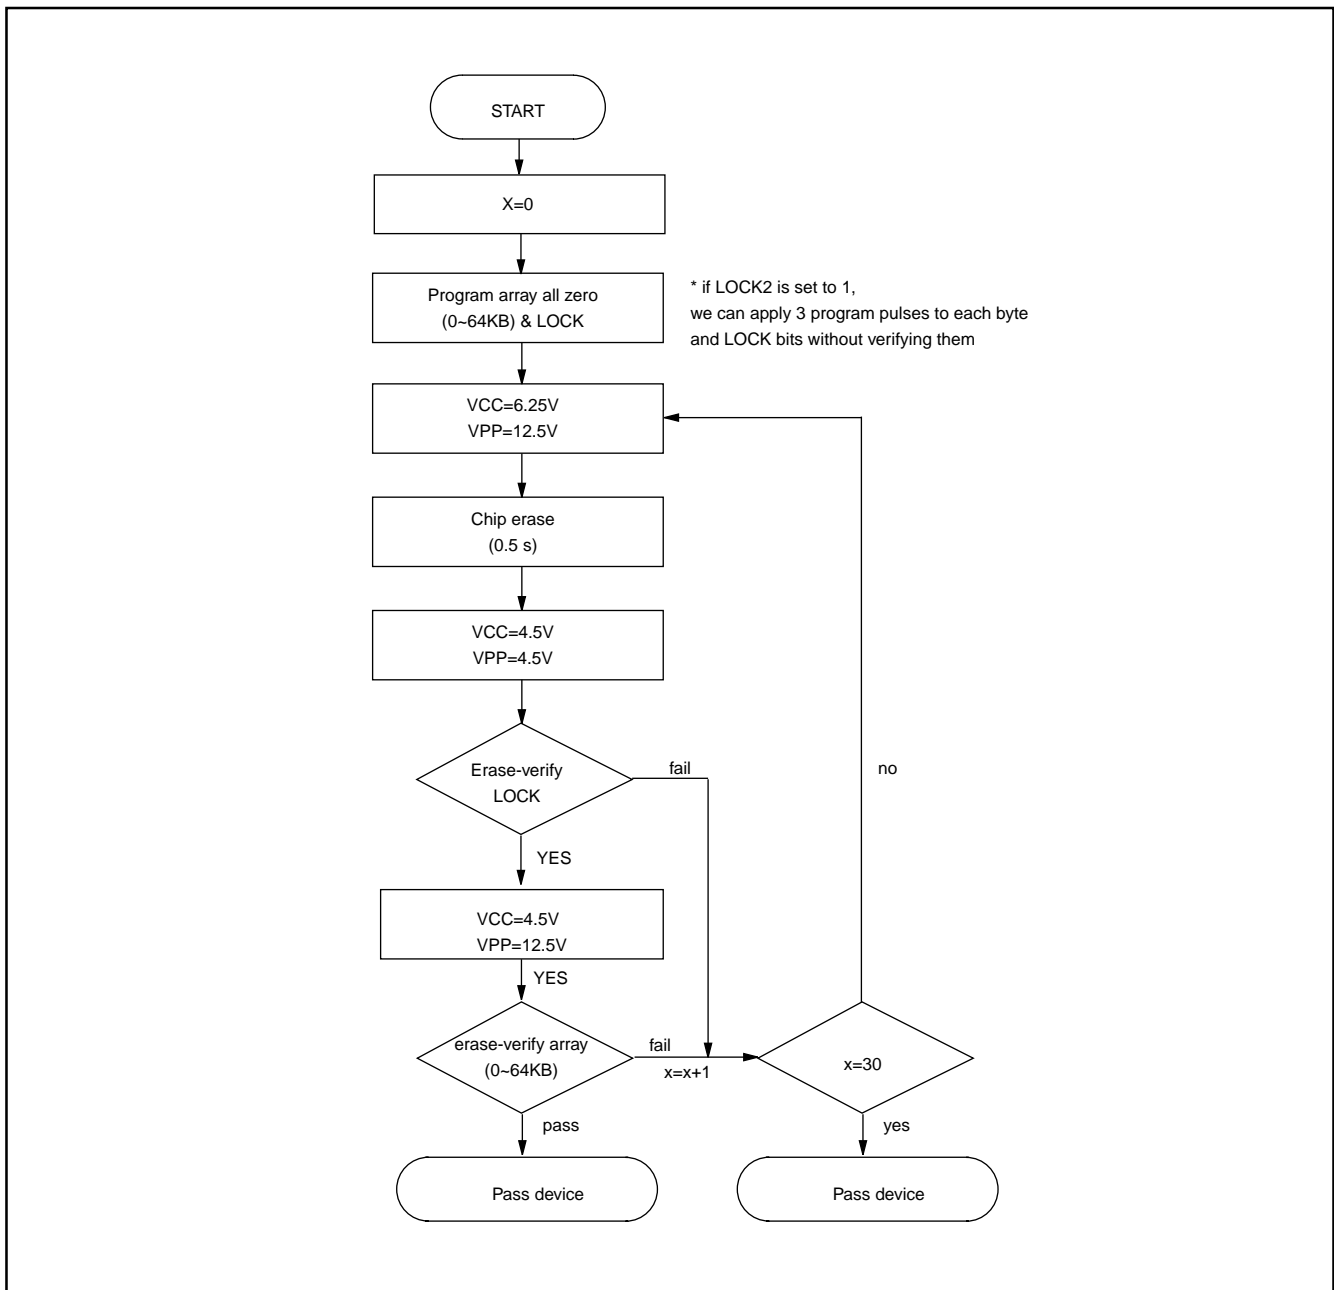 START
X=0
Program array all zero
(0~64KB) & LOCK
* if LOCK2 is set to 1,
we can apply 3 program pulses to each byte
and LOCK bits without verifying them
VCC=6.25V
VPP=12.5V
Chip erase
(0.5 s)
VCC=4.5V
VPP=4.5V
Erase-verify
LOCK
fail
no
YES
VCC=4.5V
VPP=12.5V
YES
erase-verify array
(0~64KB)
fail
x=x+1
x=30
pass
yes
Pass device
Pass device